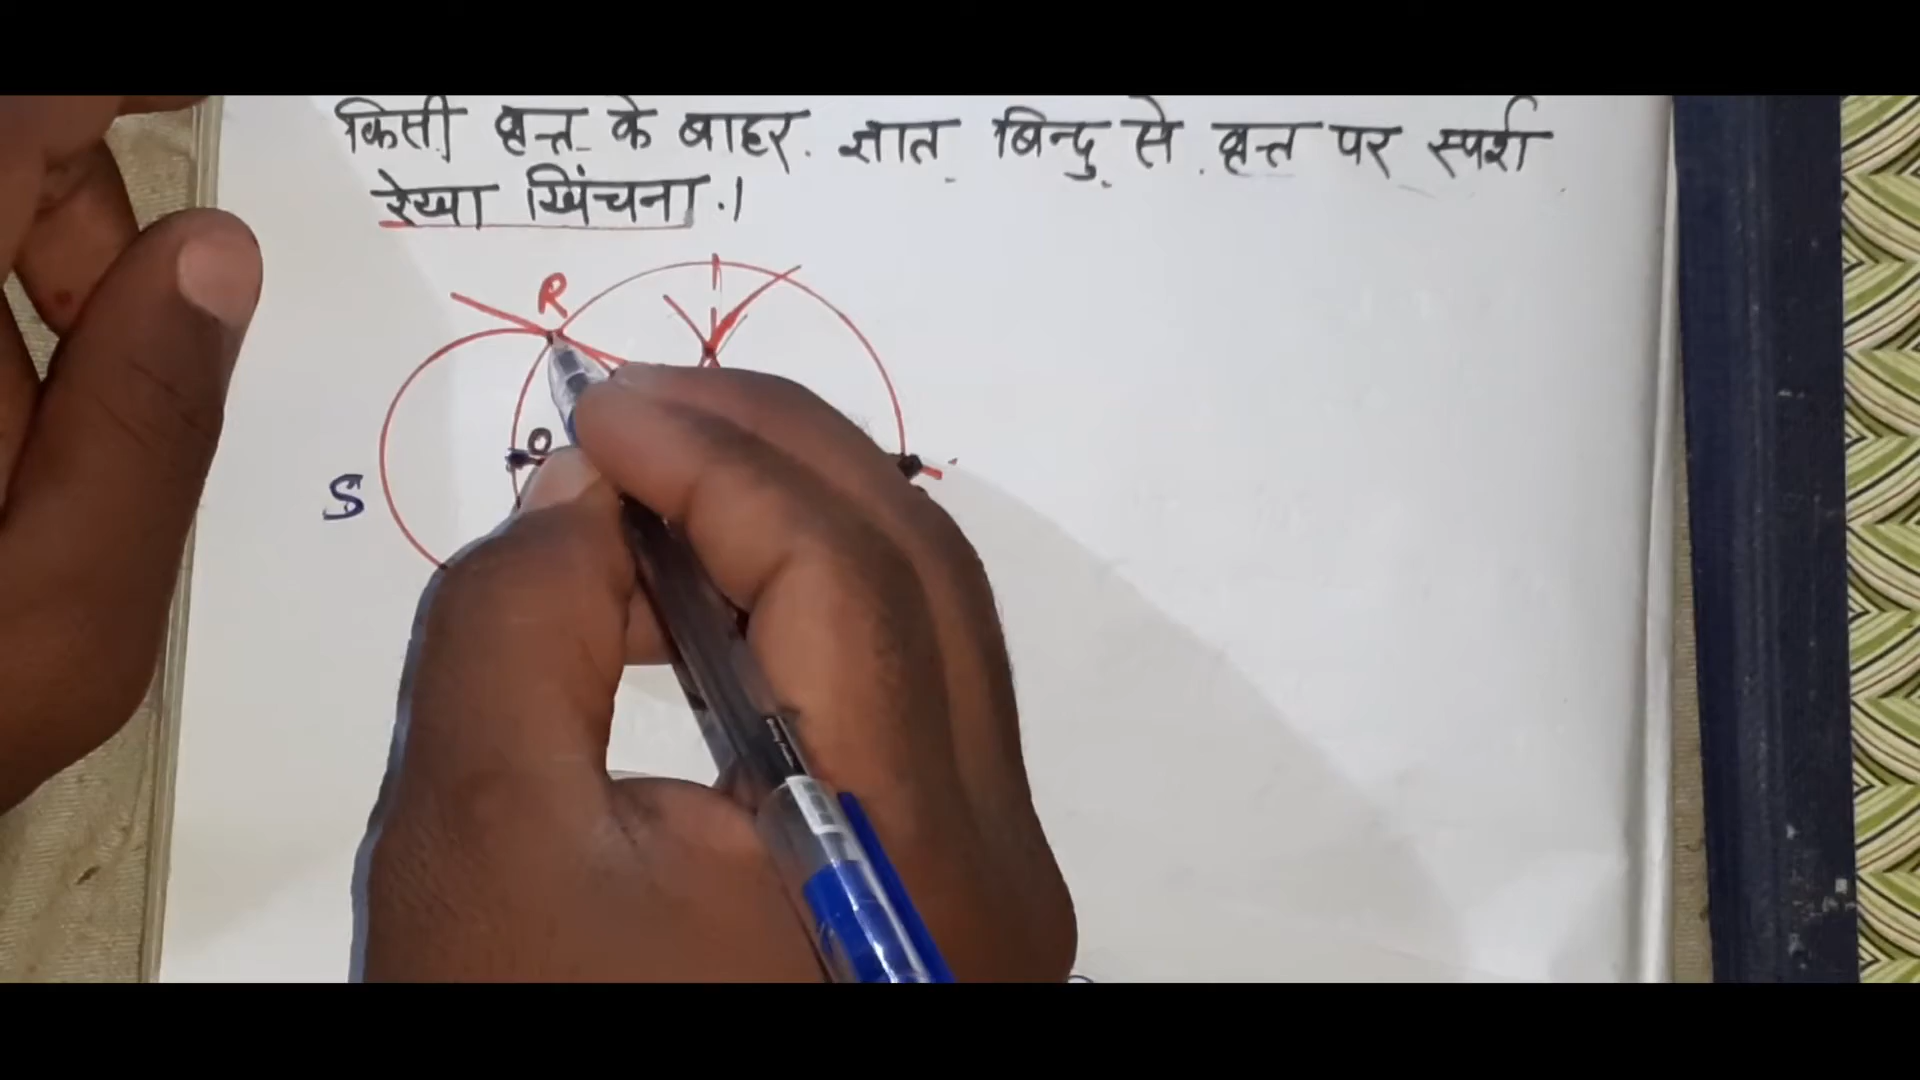 किसी वृत्त के बाहर ज्ञात बिन्दु से वृत्त पर स्पर्श
रेखा खिंचना।
R
O
S